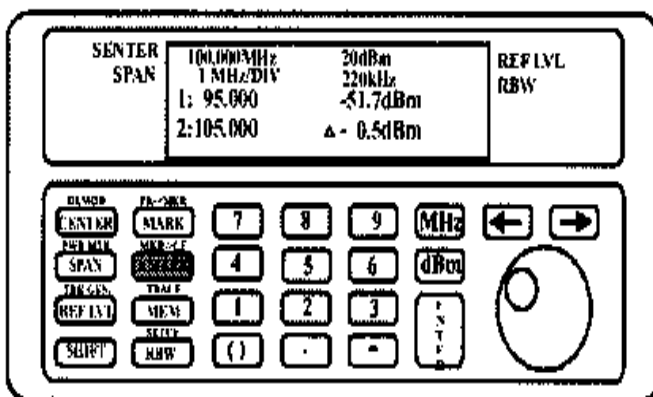 SENTER 100.000MHz 20dBm REF LVL
SPAN 1 MHz/DIV 220kHz RBW
1: 95.000 -51.7dBm
2:105.000 ▵ - 0.5dBm
CENTER MARK 7 8 9 MHz ← →
SPAN 4 5 6 dBm
TRACE
REF LVL MEM 1 2 3 ENTER
SETUP
SHIFT RBW ( ) . -